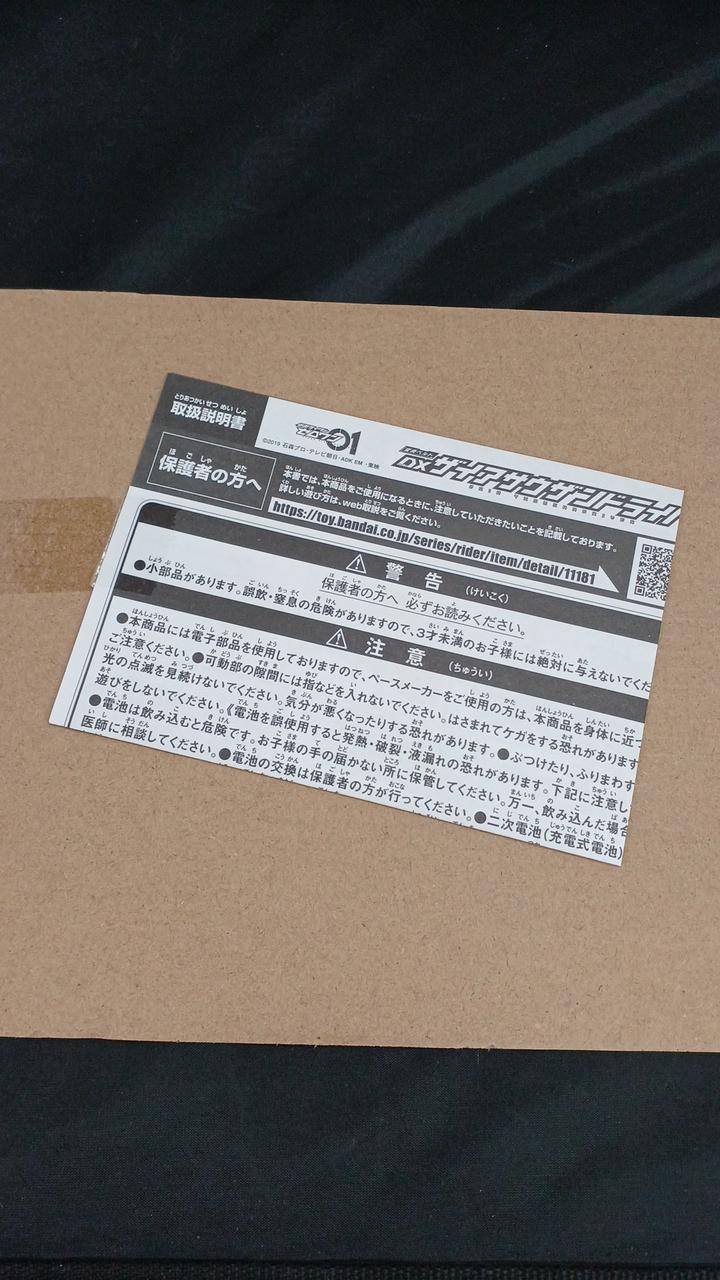 とりあつかいせつめいしょ
取扱説明書
01
©2019 石森プロ・テレビ朝日・ADK EM・東映
変身ベルト
DXザイアサウザンドライ
ほごしゃ かた
保護者の方へ
本書では、本商品をご使用になるときに、注意していただきたいことを記載しております。
詳しい遊び方は、web取説をご覧ください。
https://toy.bandai.co.jp/series/rider/item/detail/11181
警告 (けいこく)
保護者の方へ 必ずお読みください。
●小部品があります。誤飲・窒息の危険がありますので、3才未満のお子様には絶対に与えないでくだ
注意 (ちゅうい)
●本商品には電子部品を使用しておりますので、ペースメーカーをご使用の方は、本商品を身体に近づ
ご注意ください。●可動部の隙間には指などを入れないでください。はさまれてケガをする恐れがあります
光の点滅を見続けないでください。気分が悪くなったりする恐れがあります。●ぶつけたり、ふりまわす
遊びをしないでください。《電池を誤使用すると発熱・破裂・液漏れの恐れがあります。下記に注意し
●電池は飲み込むと危険です。お子様の手の届かない所に保管してください。万一、飲み込んだ場合
医師に相談してください。●電池の交換は保護者の方が行ってください。●二次電池(充電式電池)